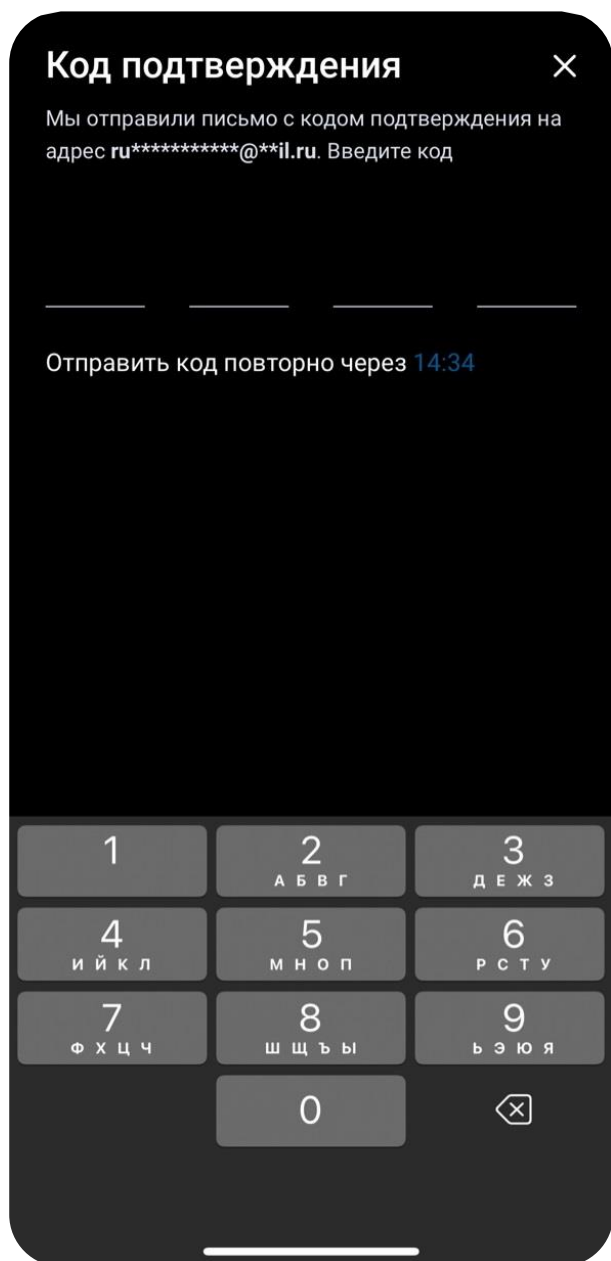 Код подтверждения
Мы отправили письмо с кодом подтверждения на
адрес ru***********@**il.ru. Введите код
Отправить код повторно через 14:34
1 2 3
А Б В Г Д Е Ж З
4 5 6
И Й К Л М Н О П Р С Т У
7 8 9
Ф Х Ц Ч Ш Щ Ъ Ы Ь Э Ю Я
0